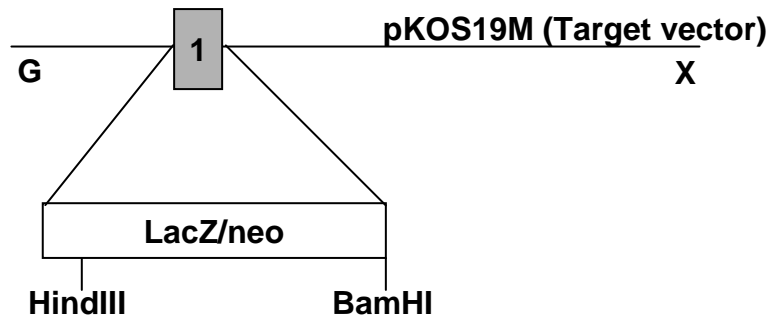 pKOS19M (Target vector)
1
G
X
LacZ/neo
HindIII
BamHI